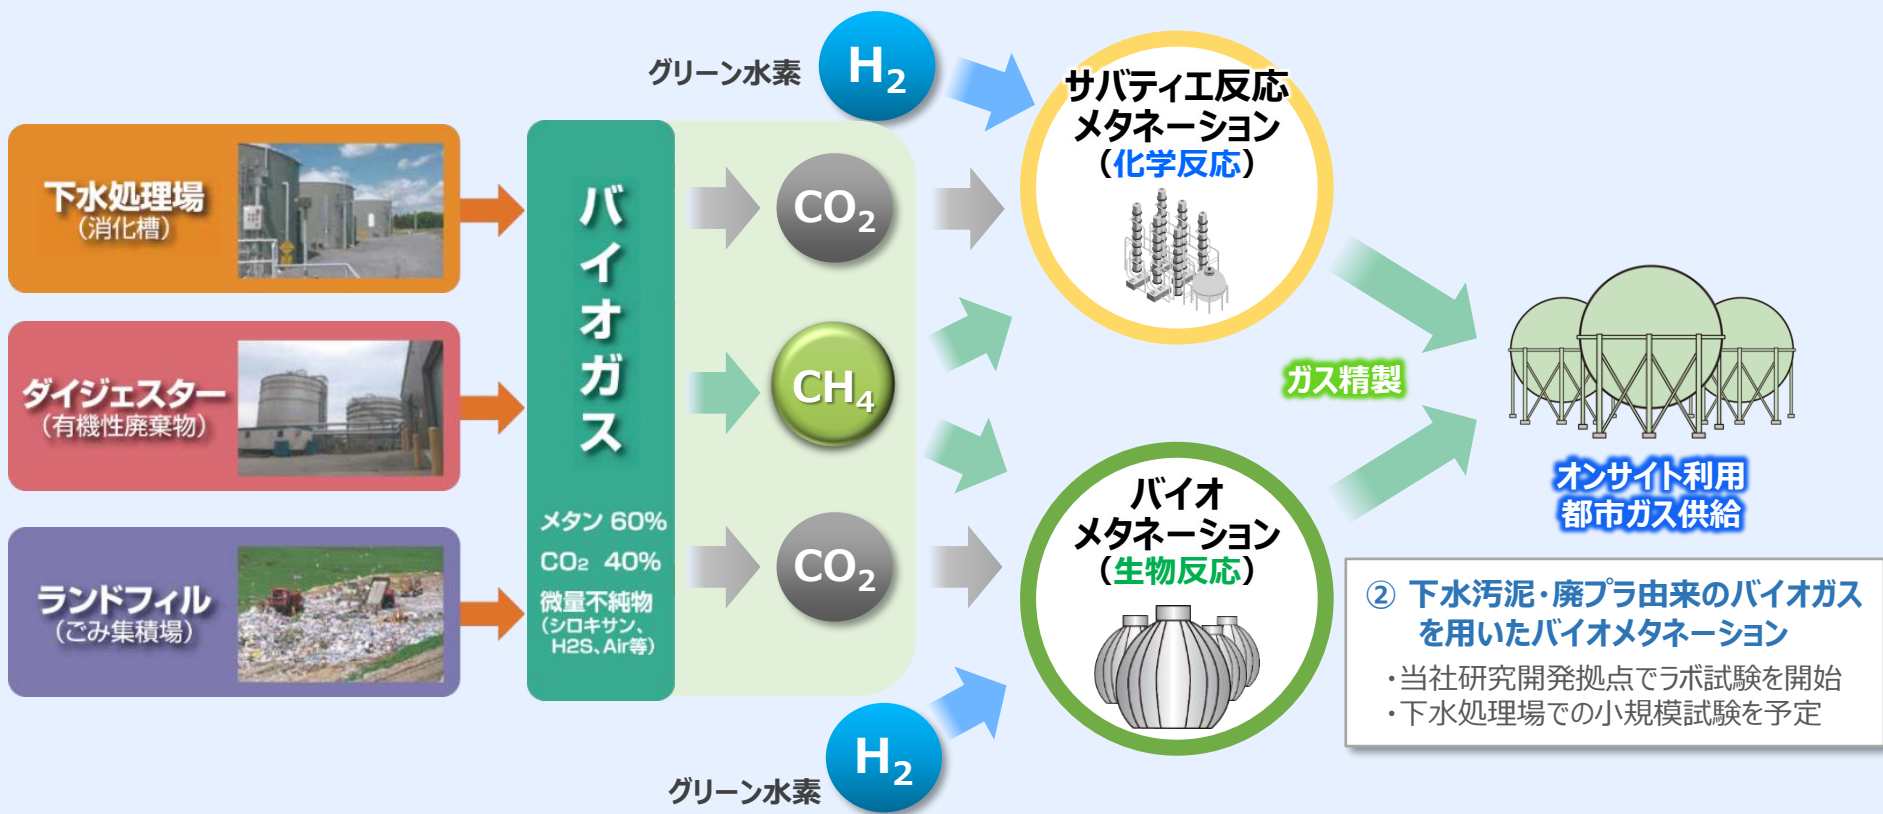 グリーン水素
H₂
下水処理場
（消化槽）
ダイジェスター
（有機性廃棄物）
ランドフィル
（ごみ集積場）
バイオガス
メタン 60%
CO₂ 40%
微量不純物
（シロキサン、
H2S、Air等）
CO₂
CH₄
CO₂
サバティエ反応
メタネーション
（化学反応）
バイオ
メタネーション
（生物反応）
H₂
グリーン水素
ガス精製
オンサイト利用
都市ガス供給
② 下水汚泥・廃プラ由来のバイオガス
を用いたバイオメタネーション
・当社研究開発拠点でラボ試験を開始
・下水処理場での小規模試験を予定